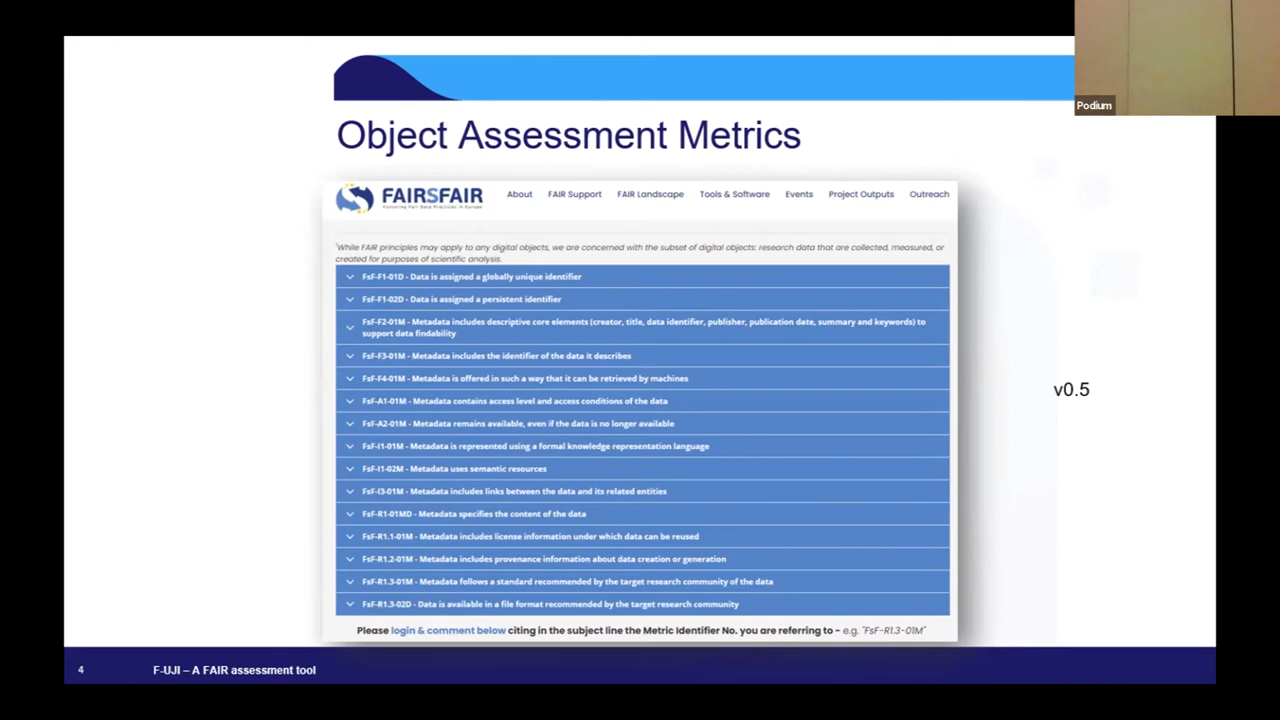 Podium
Object Assessment Metrics
FAIRSFAIR
Fostering Fair Data Practices in Europe
About FAIR Support FAIR Landscape Tools & Software Events Project Outputs Outreach
¹While FAIR principles may apply to any digital objects, we are concerned with the subset of digital objects: research data that are collected, measured, or
created for purposes of scientific analysis.
FsF-F1-01D - Data is assigned a globally unique identifier
FsF-F1-02D - Data is assigned a persistent identifier
FsF-F2-01M - Metadata includes descriptive core elements (creator, title, data identifier, publisher, publication date, summary and keywords) to
support data findability
FsF-F3-01M - Metadata includes the identifier of the data it describes
FsF-F4-01M - Metadata is offered in such a way that it can be retrieved by machines
FsF-A1-01M - Metadata contains access level and access conditions of the data
FsF-A2-01M - Metadata remains available, even if the data is no longer available
FsF-I1-01M - Metadata is represented using a formal knowledge representation language
FsF-I1-02M - Metadata uses semantic resources
FsF-I3-01M - Metadata includes links between the data and its related entities
FsF-R1-01MD - Metadata specifies the content of the data
FsF-R1.1-01M - Metadata includes license information under which data can be reused
FsF-R1.2-01M - Metadata includes provenance information about data creation or generation
FsF-R1.3-01M - Metadata follows a standard recommended by the target research community of the data
FsF-R1.3-02D - Data is available in a file format recommended by the target research community
Please login & comment below citing in the subject line the Metric Identifier No. you are referring to - e.g. "FsF-R1.3-01M"
v0.5
4
F-UJI – A FAIR assessment tool